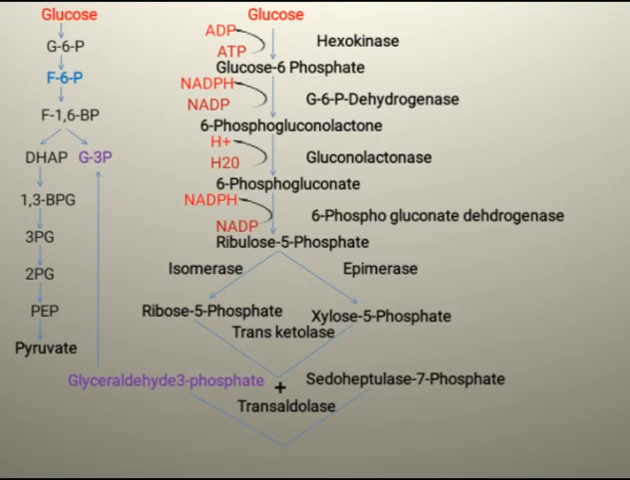 Glucose
G-6-P
F-6-P
F-1,6-BP
DHAP G-3P
1,3-BPG
3PG
2PG
PEP
Pyruvate
Glucose
ADP
ATP
Hexokinase
Glucose-6 Phosphate
NADPH
NADP
G-6-P-Dehydrogenase
6-Phosphogluconolactone
H+
H20
Gluconolactonase
6-Phosphogluconate
NADPH
NADP
6-Phospho gluconate dehdrogenase
Ribulose-5-Phosphate
Isomerase Epimerase
Ribose-5-Phosphate Xylose-5-Phosphate
Trans ketolase
Glyceraldehyde3-phosphate + Sedoheptulase-7-Phosphate
Transaldolase